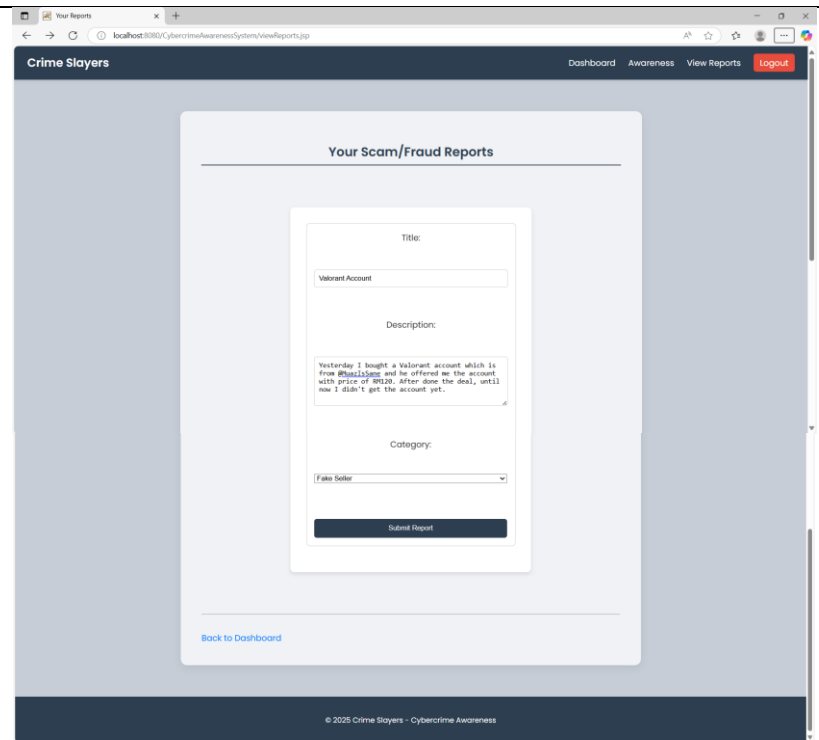 Your Reports
localhost:8080/CybercrimeAwarenessSystem/viewReports.jsp
Crime Slayers
Dashboard Awareness View Reports Logout
Your Scam/Fraud Reports
Title:
Valorant Account
Description:
Yesterday I bought a Valorant account which is
from @MuazIsSane and he offered me the account
with price of RM120. After done the deal, until
now I didn't get the account yet.
Category:
Fake Seller
Submit Report
Back to Dashboard
© 2025 Crime Slayers - Cybercrime Awareness